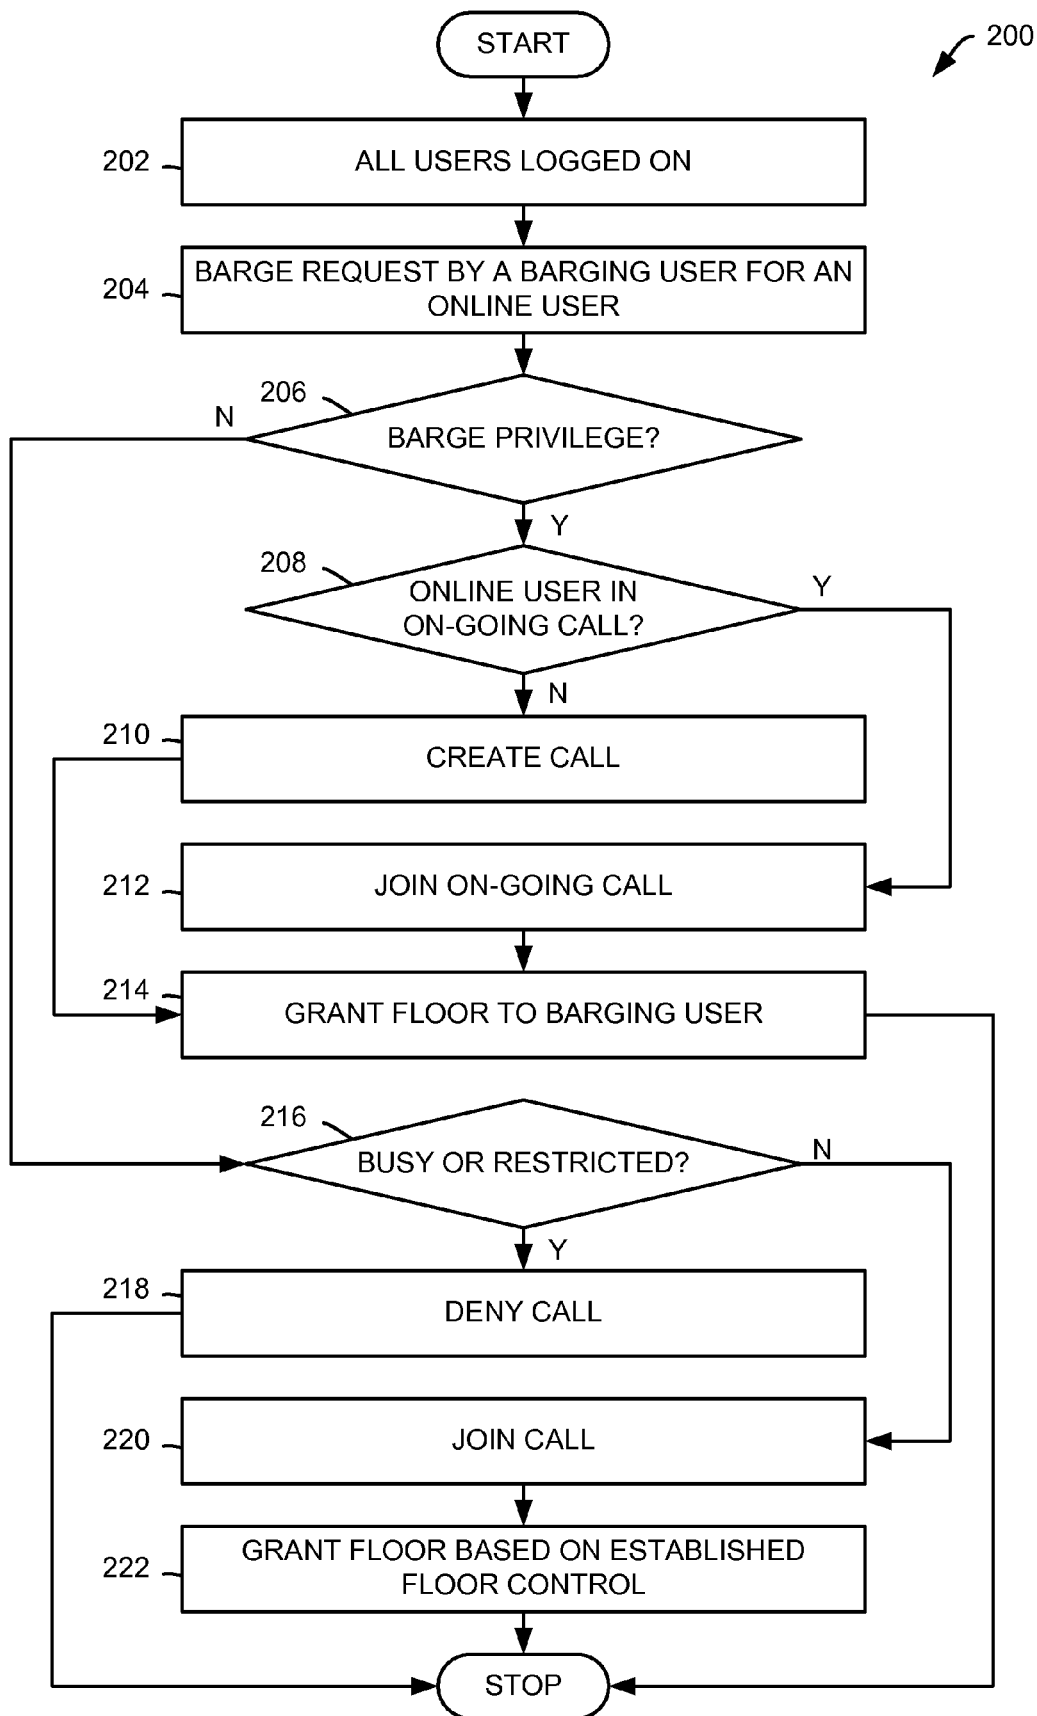 START
200
202
ALL USERS LOGGED ON
204
BARGE REQUEST BY A BARGING USER FOR AN
ONLINE USER
206
N
BARGE PRIVILEGE?
Y
208
ONLINE USER IN
ON-GOING CALL?
Y
N
210
CREATE CALL
212
JOIN ON-GOING CALL
214
GRANT FLOOR TO BARGING USER
216
BUSY OR RESTRICTED?
N
Y
218
DENY CALL
220
JOIN CALL
222
GRANT FLOOR BASED ON ESTABLISHED
FLOOR CONTROL
STOP